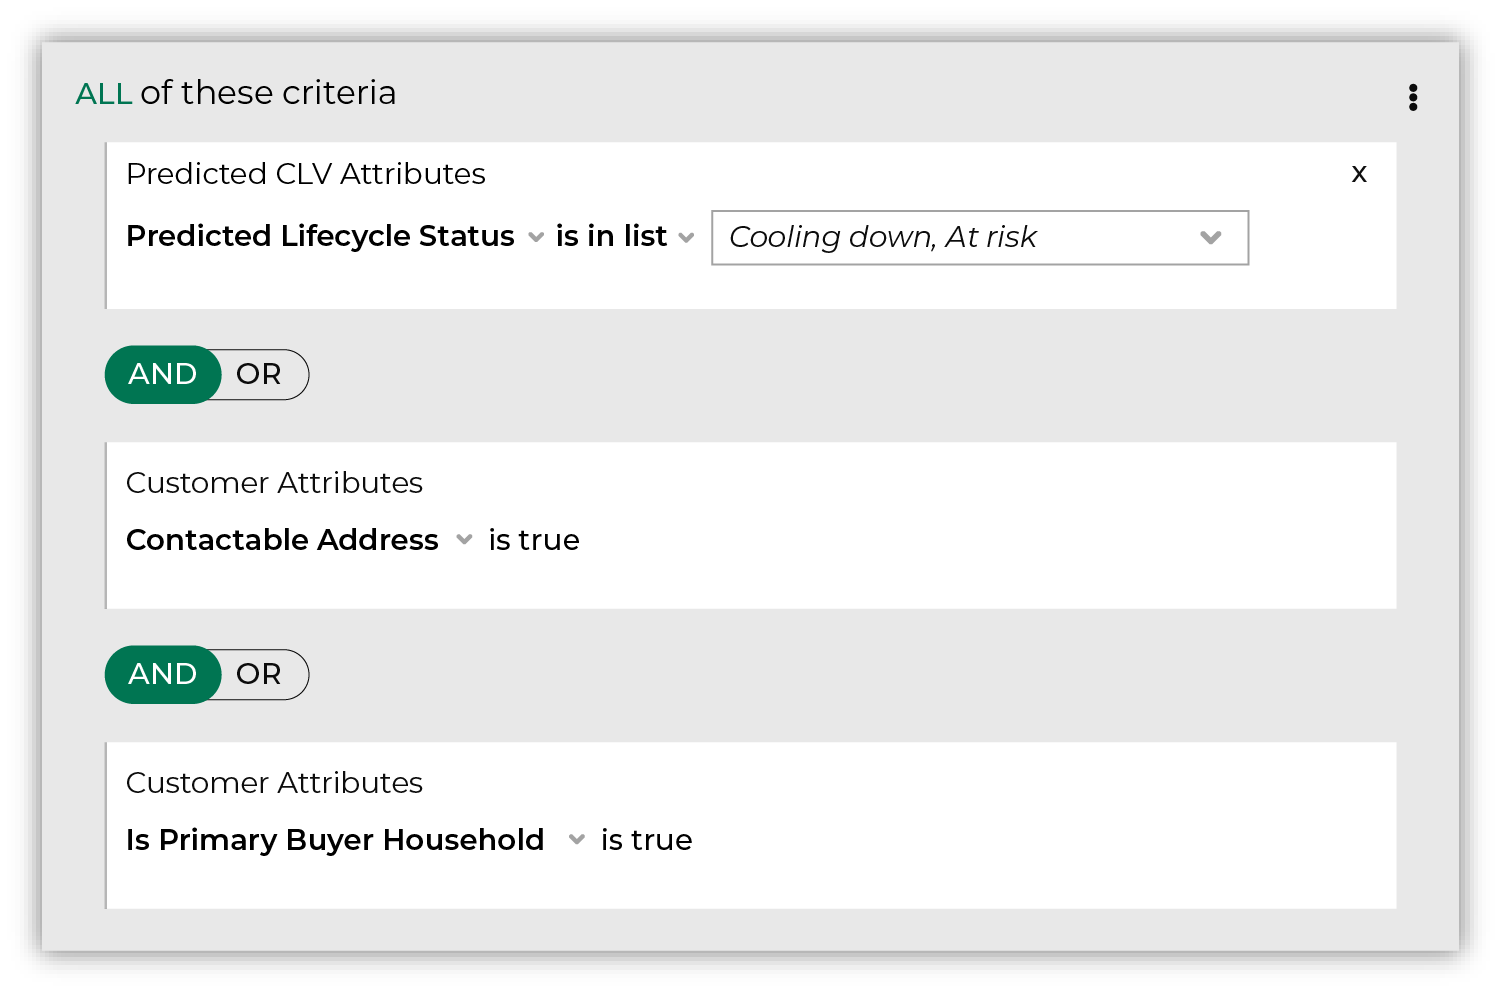 ALL of these criteria
Predicted CLV Attributes x
Predicted Lifecycle Status is in list Cooling down, At risk
AND OR
Customer Attributes
Contactable Address is true
AND OR
Customer Attributes
Is Primary Buyer Household is true